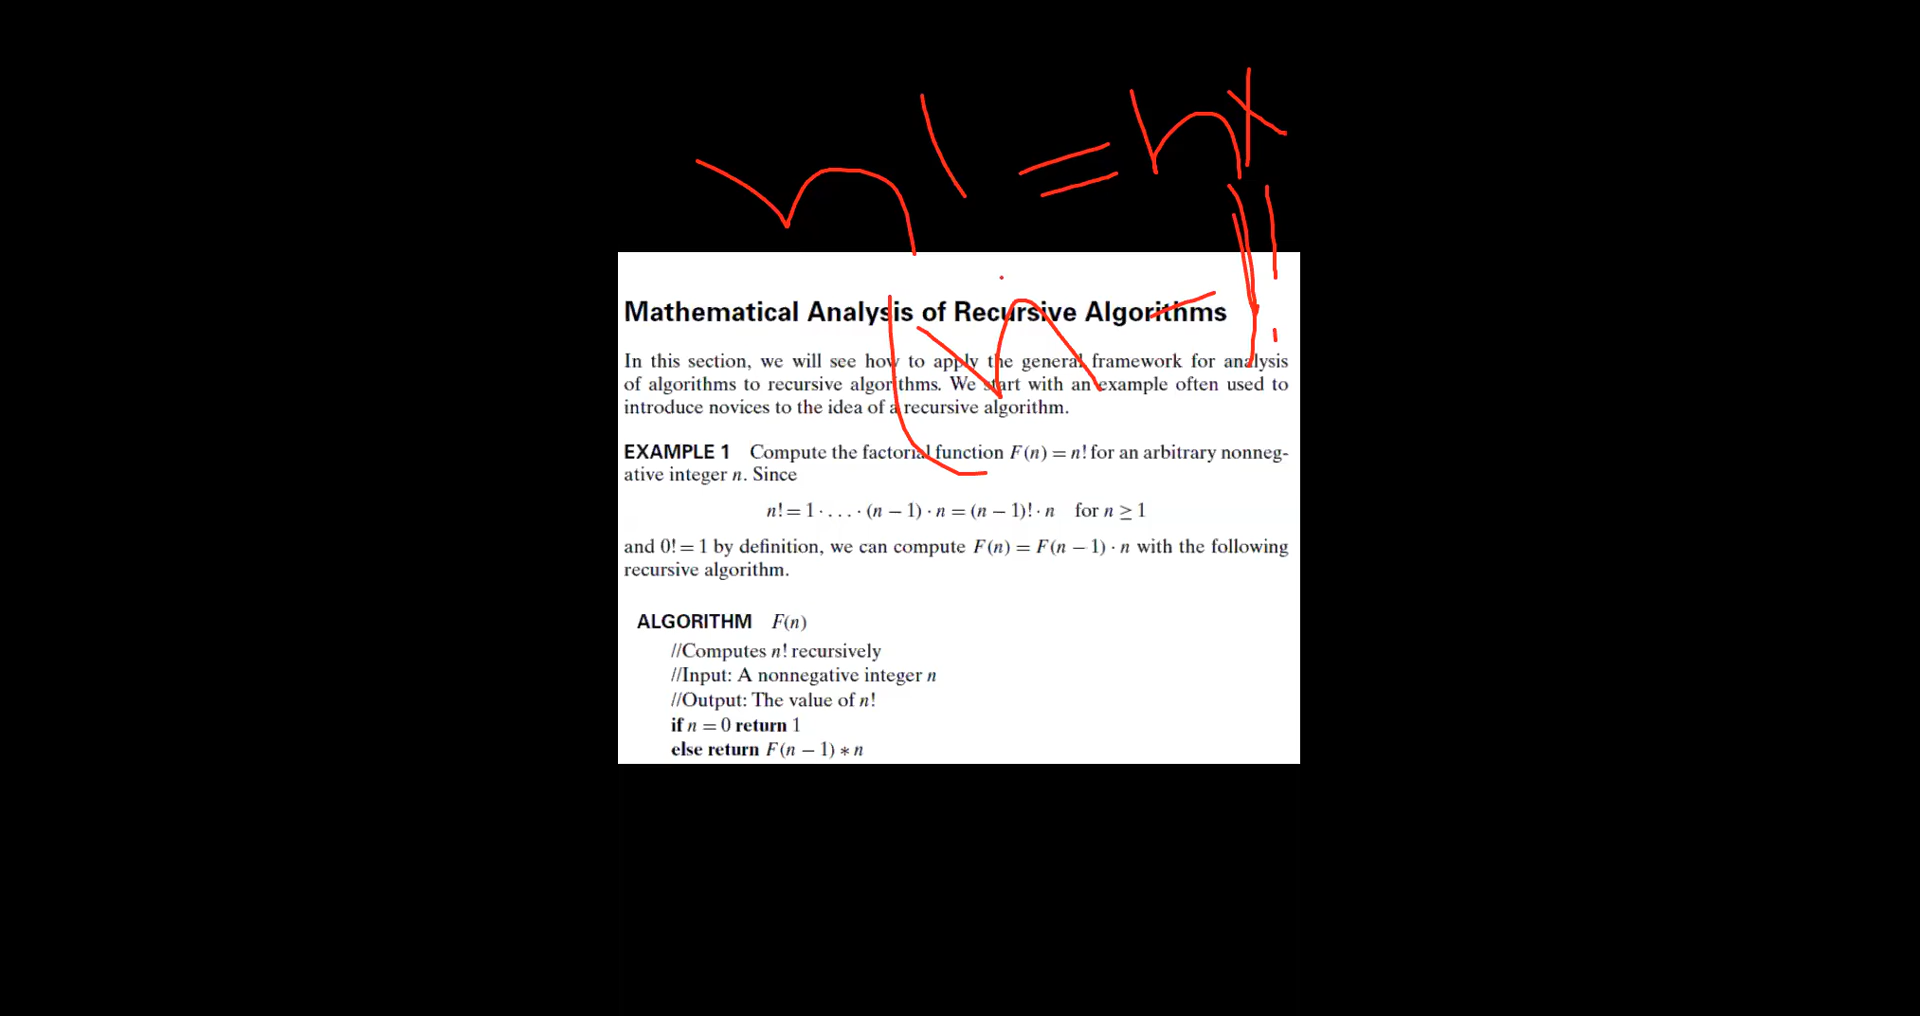 n! = n *
(n - 1)!
Mathematical Analysis of Recursive Algorithms
In this section, we will see how to apply the general framework for analysis
of algorithms to recursive algorithms. We start with an example often used to
introduce novices to the idea of a recursive algorithm.
EXAMPLE 1 Compute the factorial function F(n) = n! for an arbitrary nonneg-
ative integer n. Since
n! = 1 · . . . · (n − 1) · n = (n − 1)! · n for n ≥ 1
and 0! = 1 by definition, we can compute F(n) = F(n − 1) · n with the following
recursive algorithm.
ALGORITHM F(n)
//Computes n! recursively
//Input: A nonnegative integer n
//Output: The value of n!
if n = 0 return 1
else return F(n − 1) ∗ n